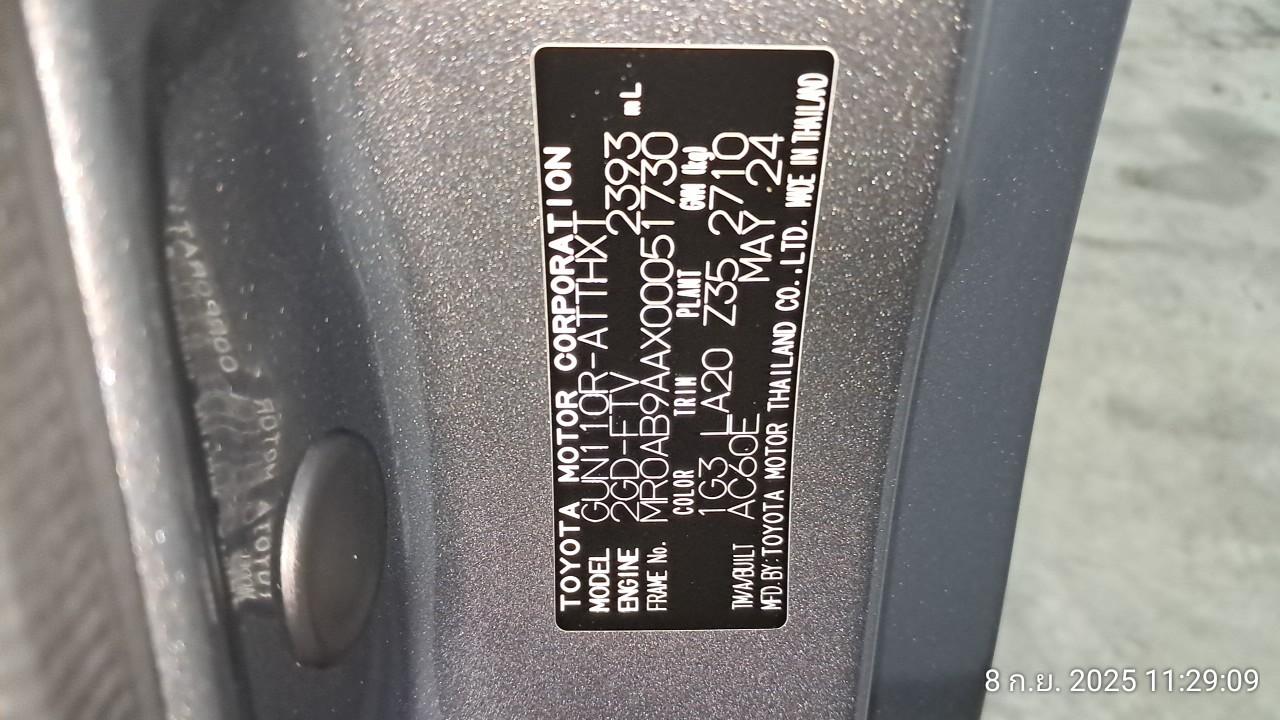 TOYOTA MOTOR CORPORATION
MODEL GUN110R-ATTHXT
ENGINE 2GD-FTV 2393 mL
FRAME No. MR0AB9AAX00051730
COLOR TRIM PLANT GVM (kg)
1G3 LA20 Z35 2710
TM/A/BUILT AC60E MAY. 24
MFD. BY: TOYOTA MOTOR THAILAND CO.,LTD. MADE IN THAILAND
8 ก.ย. 2025 11:29:09